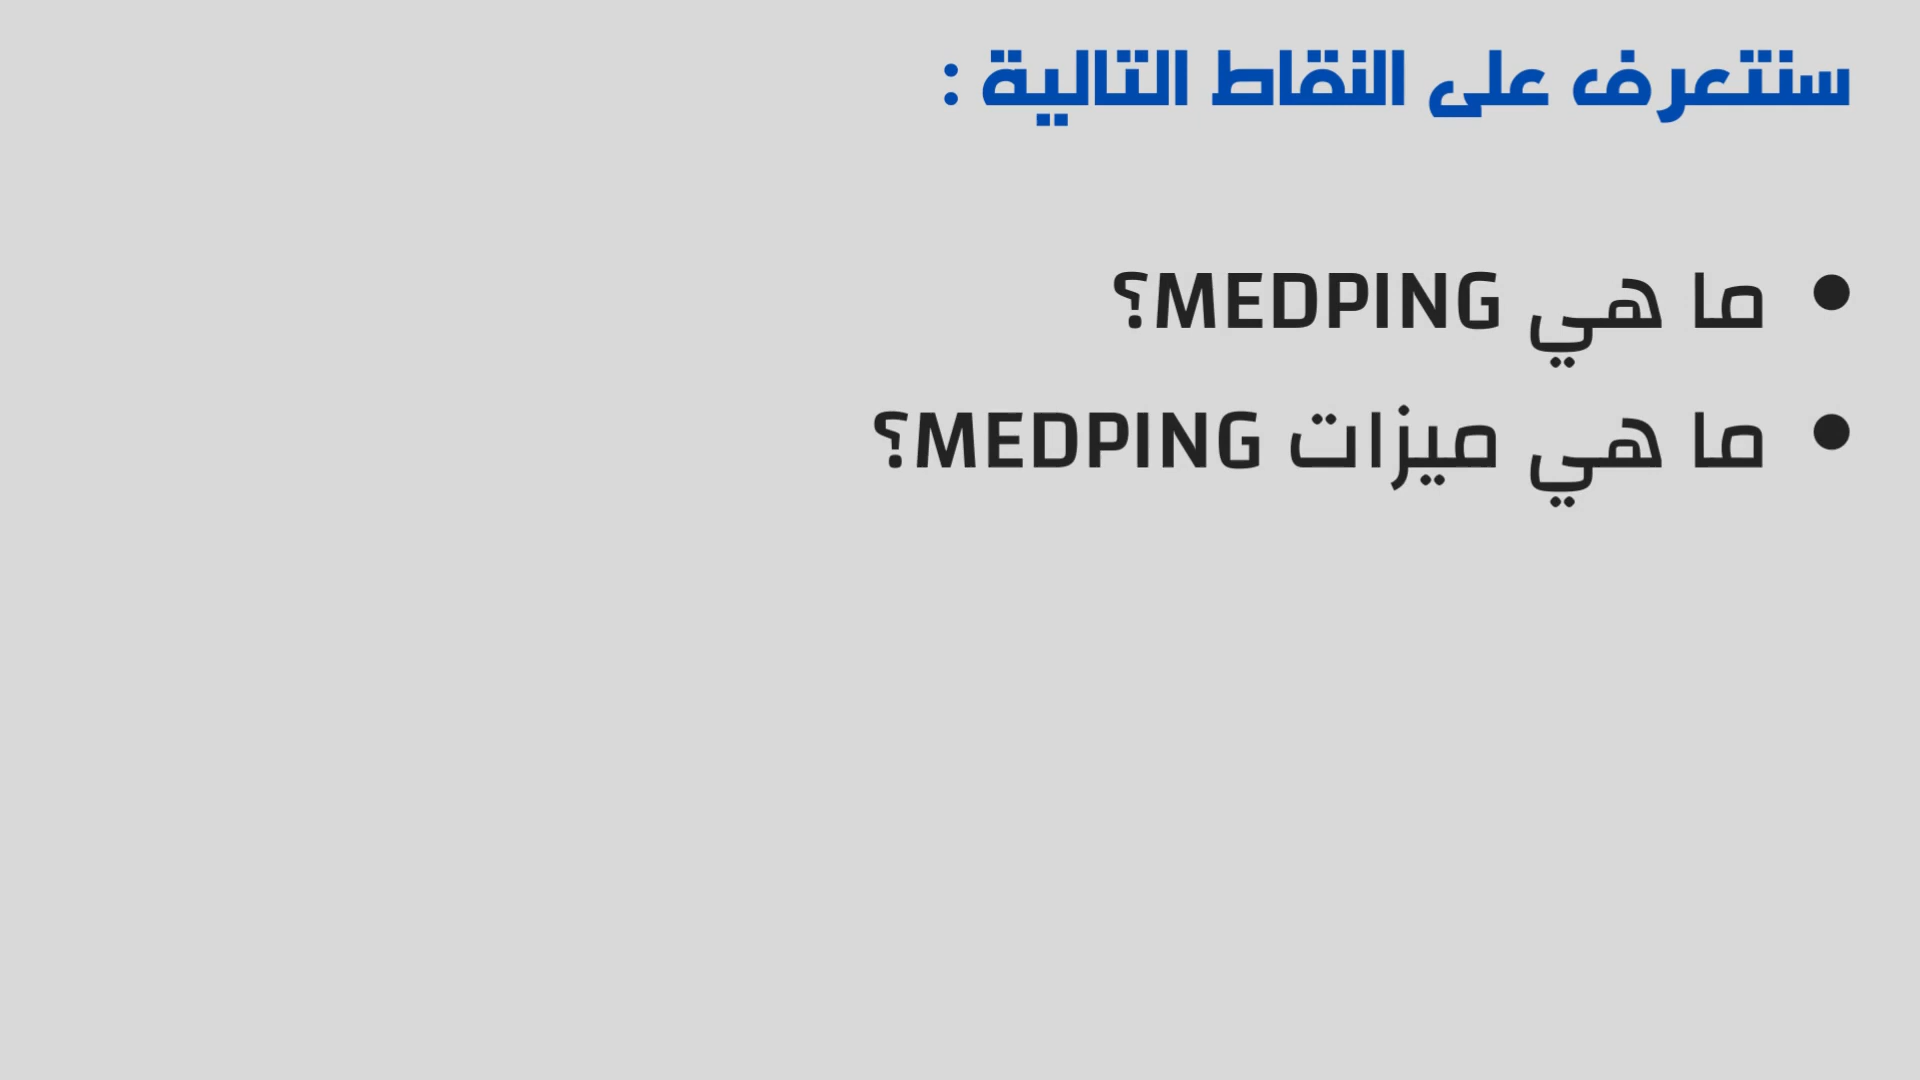 سنتعرف على النقاط التالية :
• ما هي MEDPING؟
• ما هي ميزات MEDPING؟